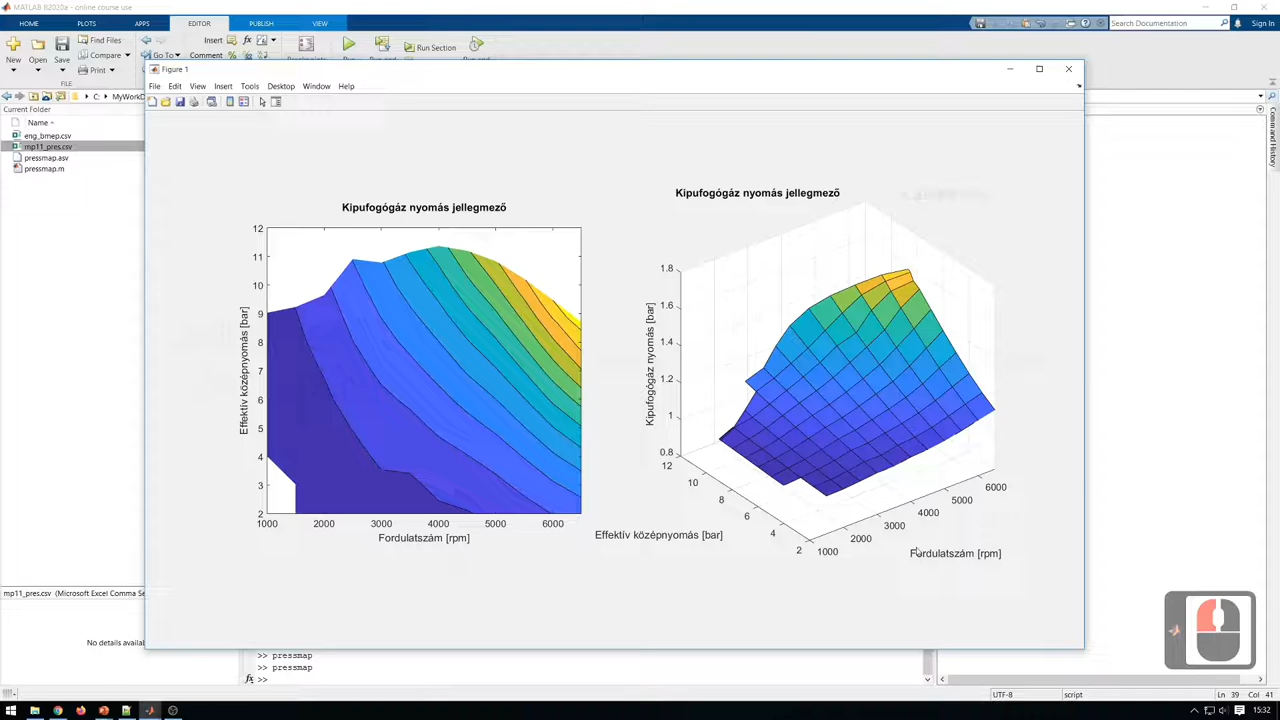 MATLAB R2020a - online course use
HOME PLOTS APPS EDITOR PUBLISH VIEW
Search Documentation
Sign In
Find Files
Insert
Compare
Go To
Comment
Run Section
New Open Save
Print
FILE
C: MyWorkD
Current Folder
Name
eng_bmep.csv
mp11_pres.csv
pressmap.asv
pressmap.m
Command History
Figure 1
File Edit View Insert Tools Desktop Window Help
Kipufogógáz nyomás jellegmező
12
11
10
9
8
7
6
5
4
3
2
1000 2000 3000 4000 5000 6000
Fordulatszám [rpm]
Effektív középnyomás [bar]
Kipufogógáz nyomás jellegmező
1.8
1.6
1.4
1.2
1
0.8
Kipufogógáz nyomás [bar]
12
10
8
6
4
2
Effektív középnyomás [bar]
1000
2000
3000
4000
5000
6000
Fordulatszám [rpm]
mp11_pres.csv (Microsoft Excel Comma Se
No details availab
>> pressmap
>> pressmap
fx >>
UTF-8 script Ln 39 Col 41
15:32